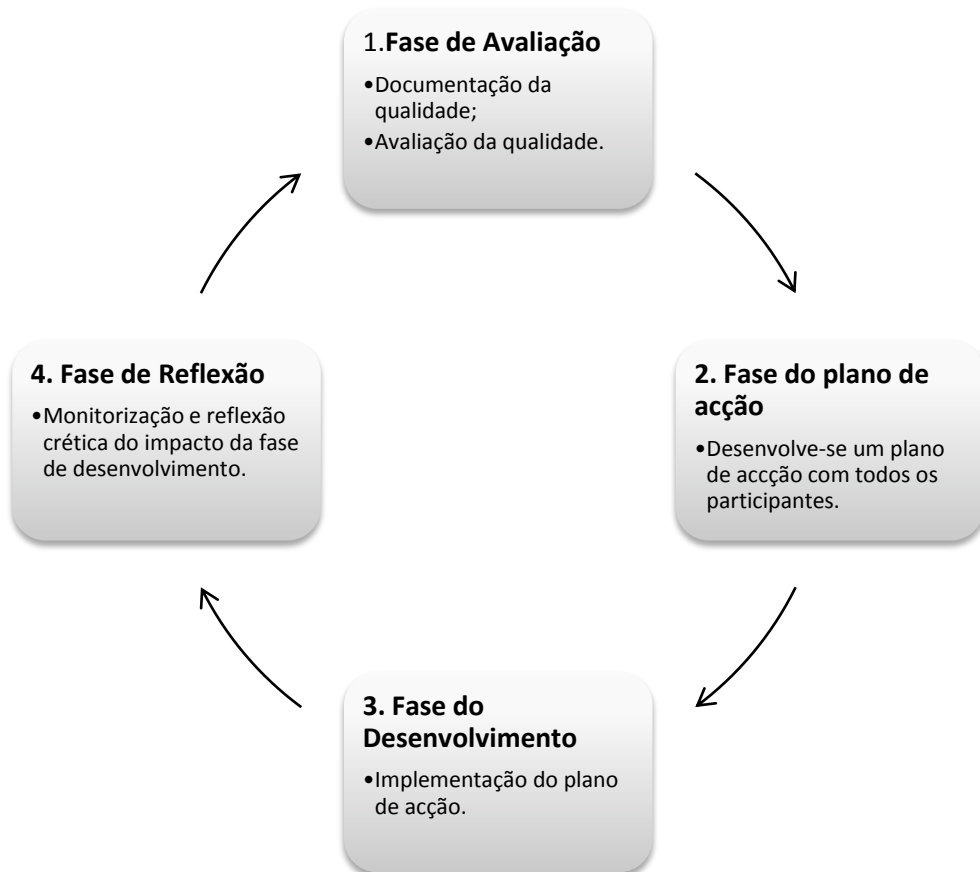 1.Fase de Avaliação
•Documentação da
qualidade;
•Avaliação da qualidade.
2. Fase do plano de
acção
•Desenvolve-se um plano
de accção com todos os
participantes.
3. Fase do
Desenvolvimento
•Implementação do plano
de acção.
4. Fase de Reflexão
•Monitorização e reflexão
crética do impacto da fase
de desenvolvimento.